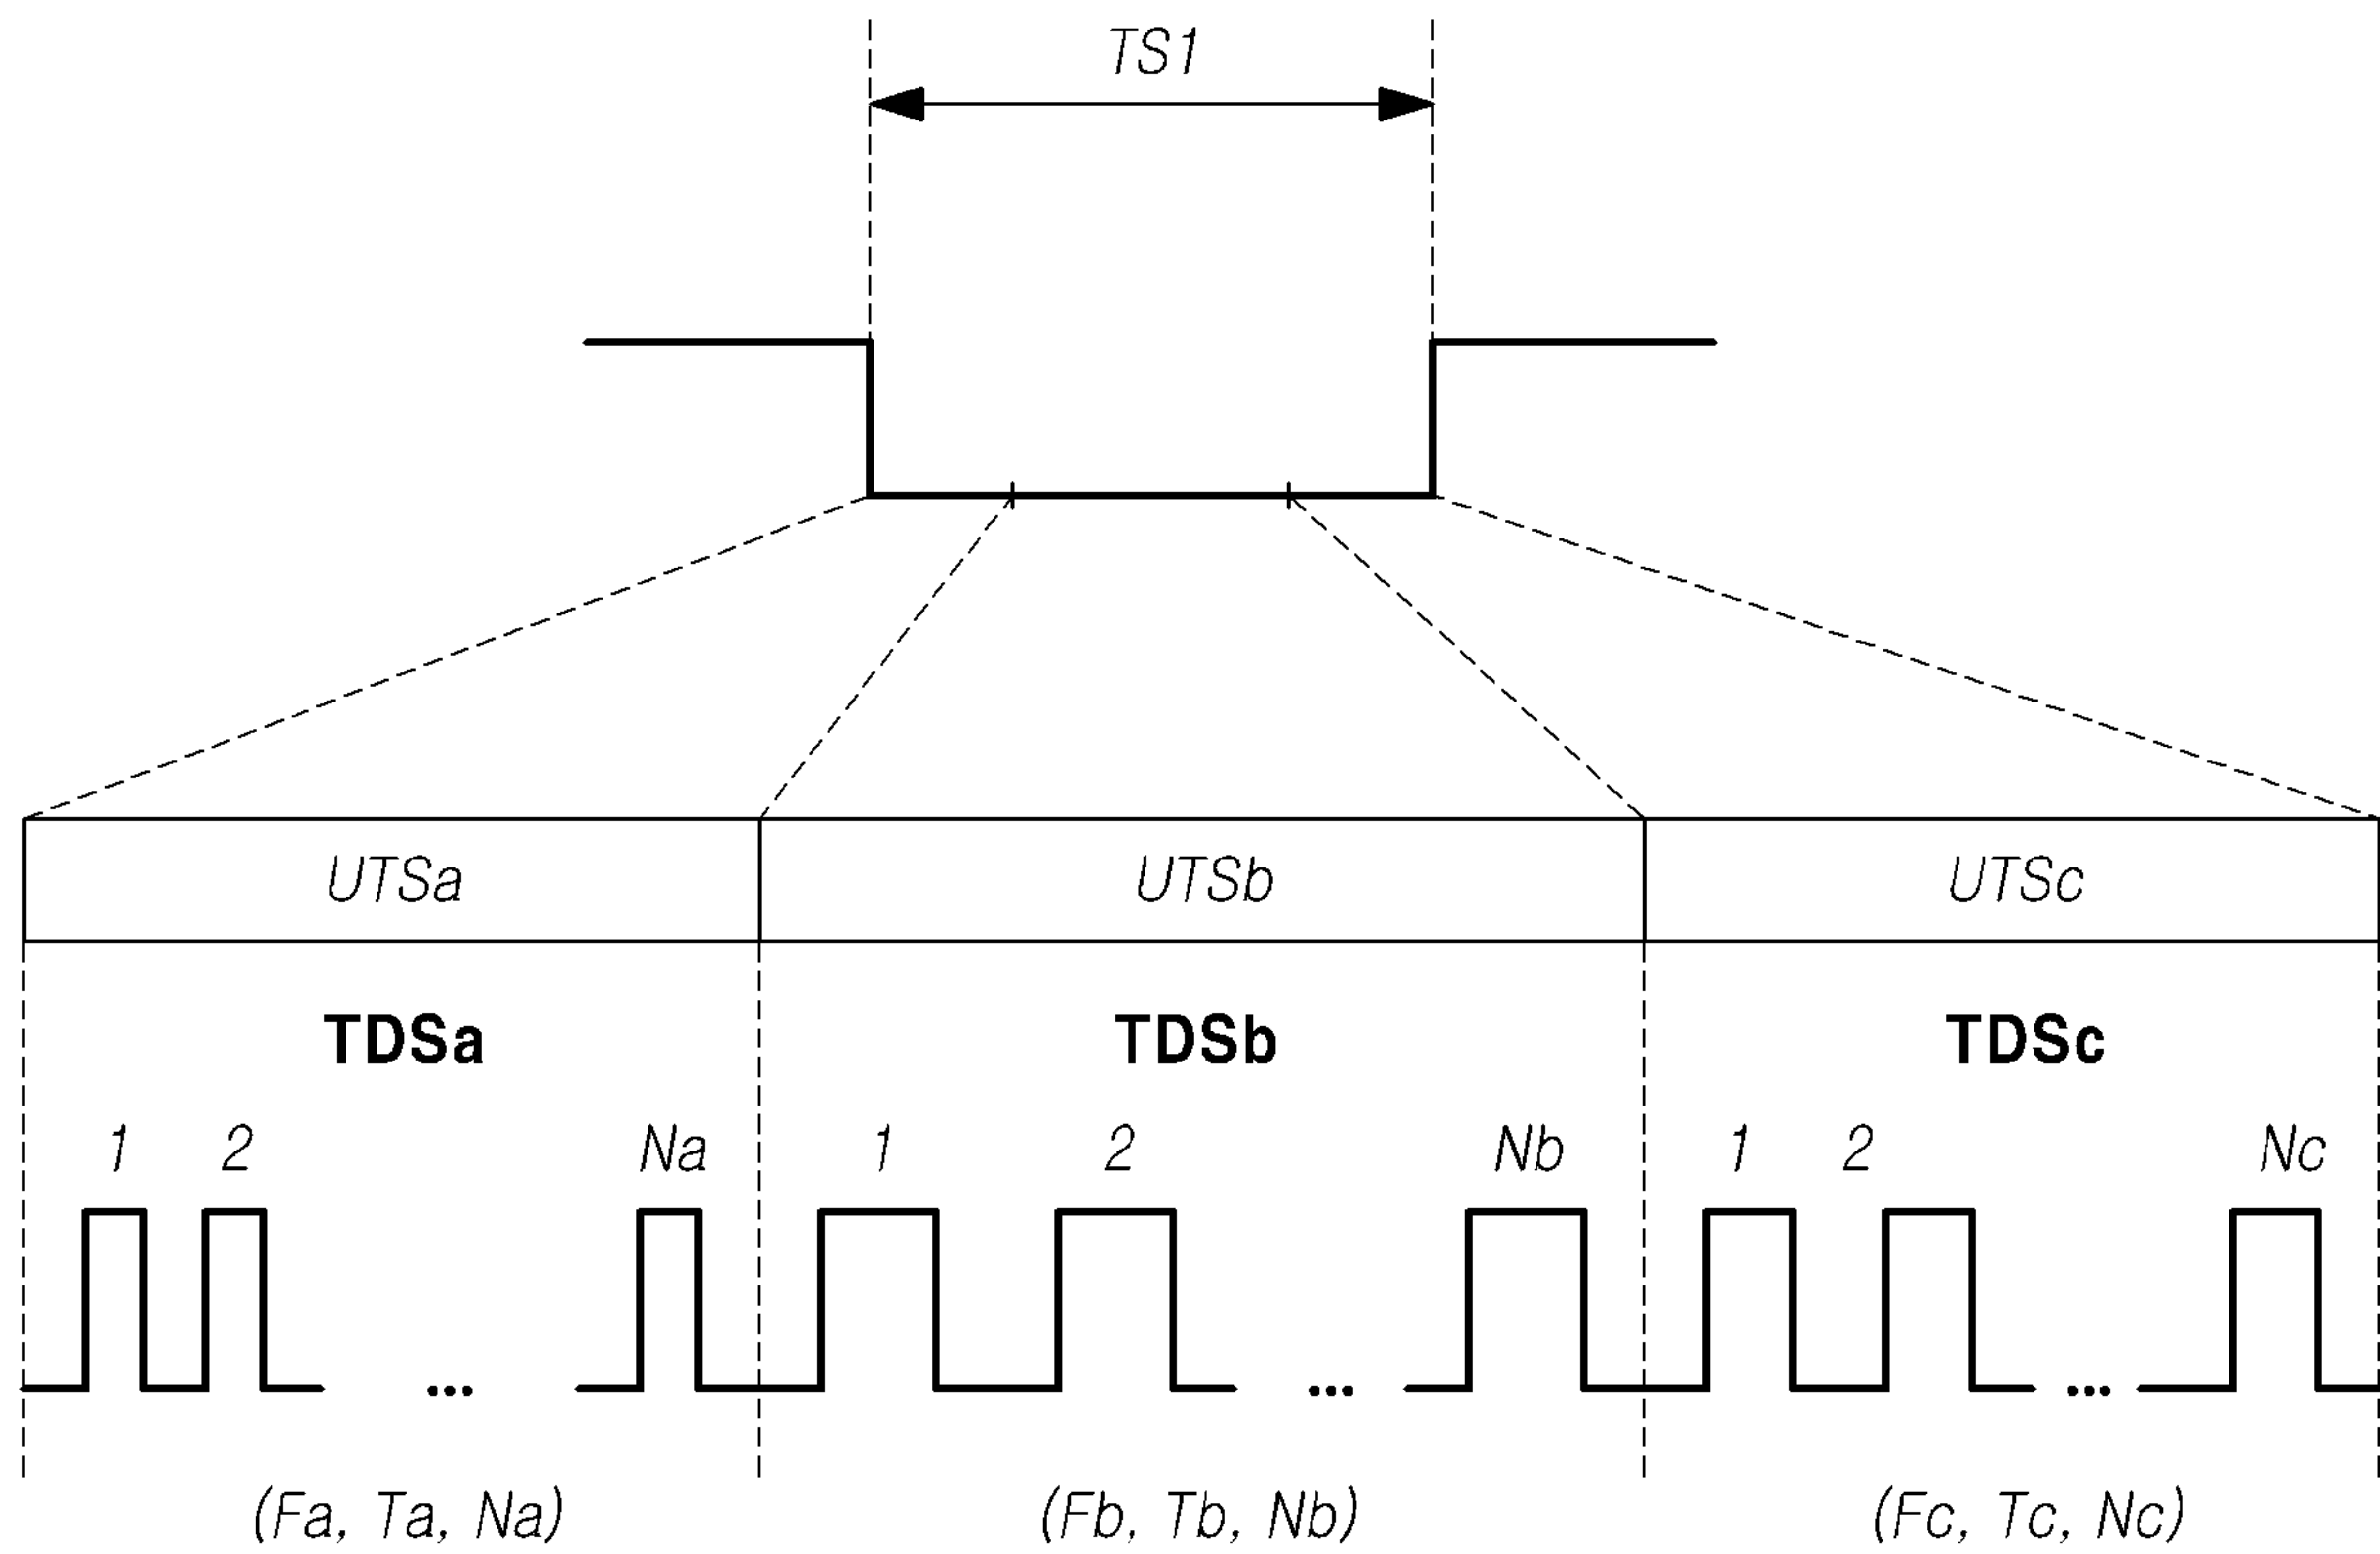 TS1
UTSa UTSb UTSc
TDSa TDSb TDSc
1 2 Na 1 2 Nb 1 2 Nc
... ... ...
(Fa, Ta, Na) (Fb, Tb, Nb) (Fc, Tc, Nc)